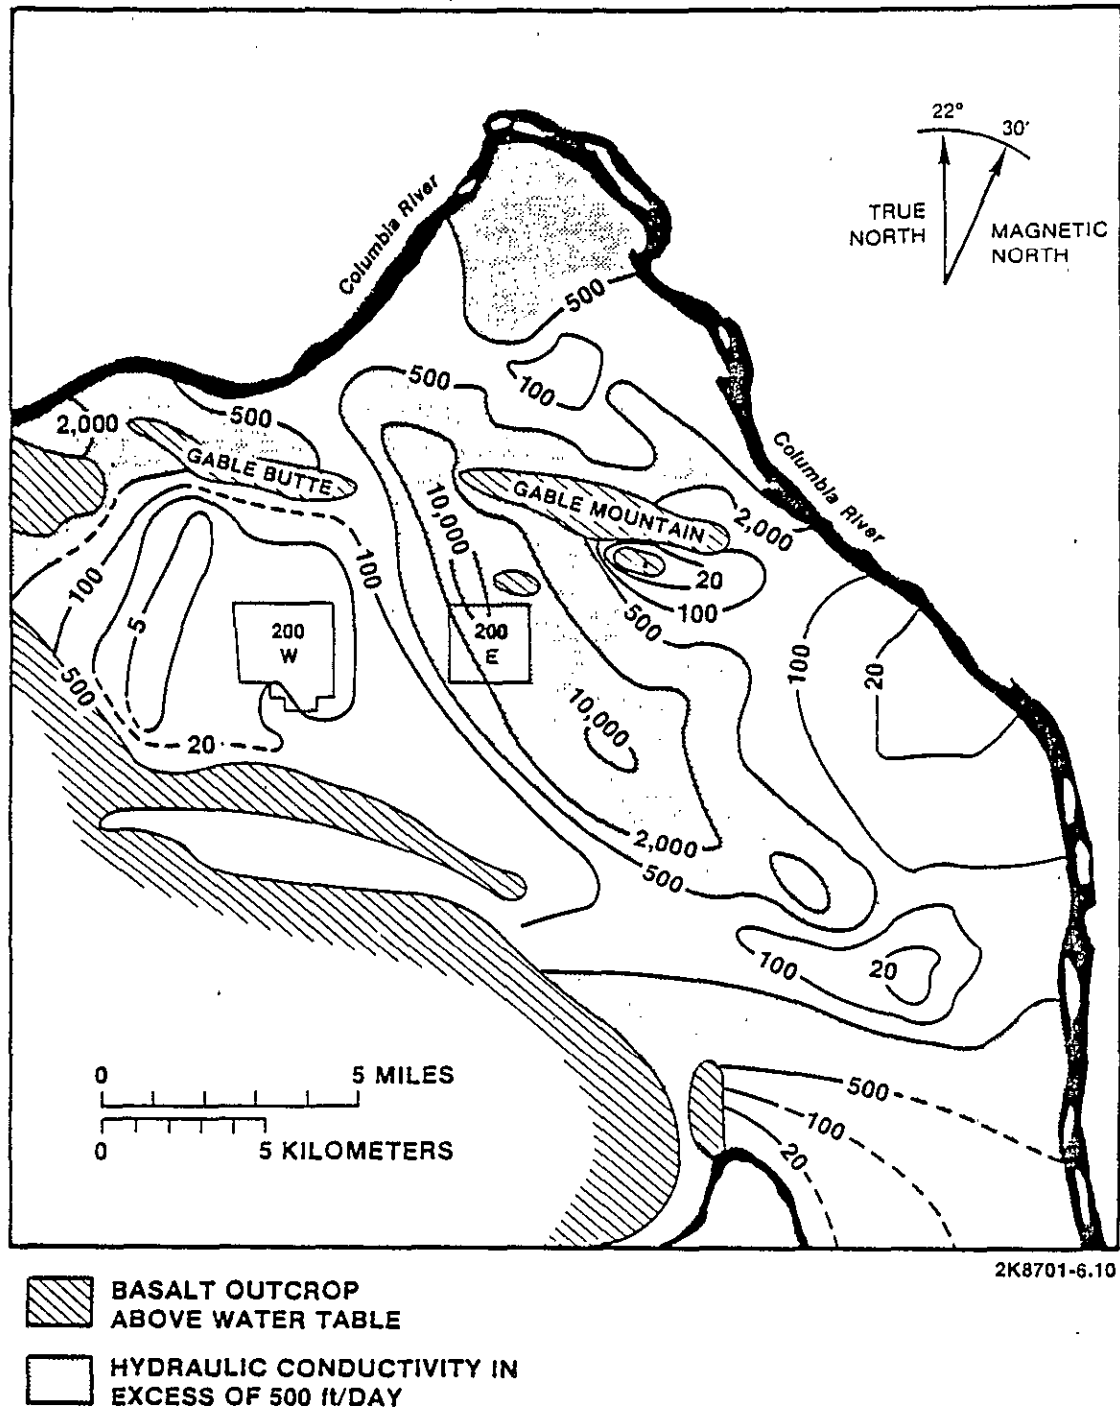 22°
30'
TRUE
NORTH
MAGNETIC
NORTH
Columbia River
500
100
500
2,000
500
GABLE BUTTE
GABLE MOUNTAIN
10,000
2,000
Columbia River
100
100
20
100
5
500
200
W
200
E
100
20
500
20
10,000
2,000
500
100
20
0
5 MILES
0
5 KILOMETERS
500
100
20
2K8701-6.10
BASALT OUTCROP
ABOVE WATER TABLE
HYDRAULIC CONDUCTIVITY IN
EXCESS OF 500 ft/DAY